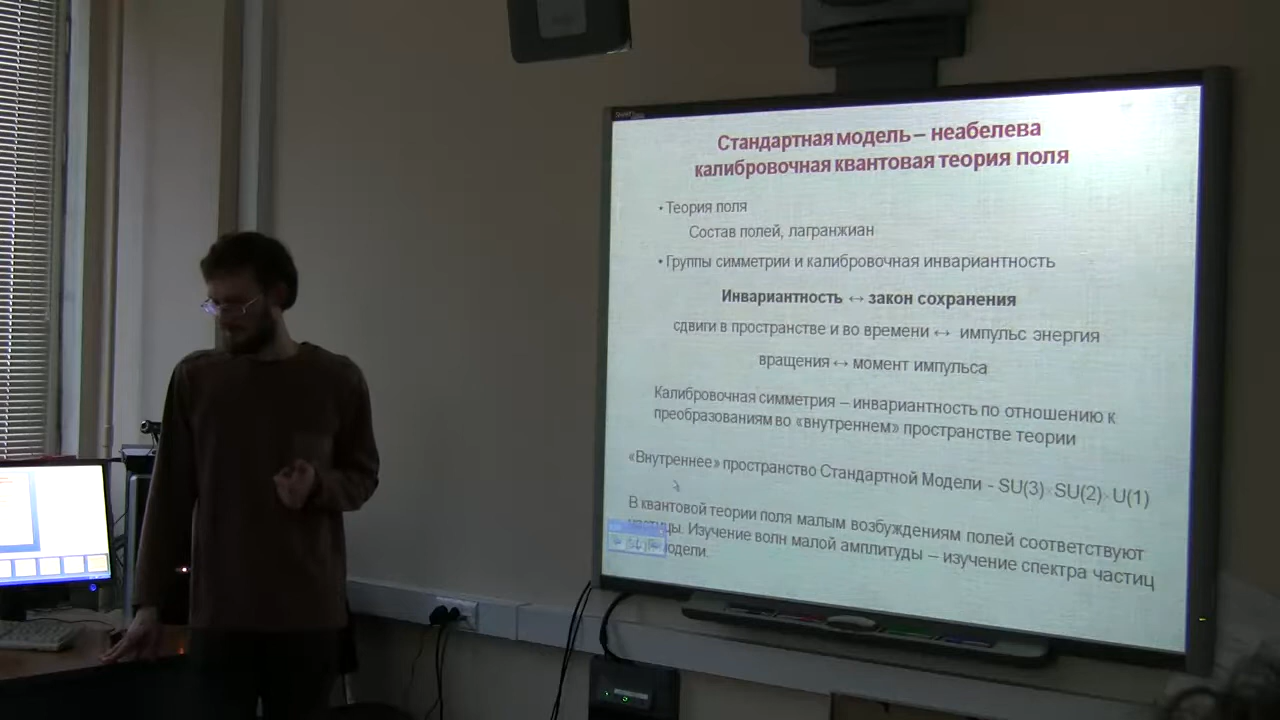 Стандартная модель – неабелева
калибровочная квантовая теория поля
• Теория поля
Состав полей, лагранжиан
• Группы симметрии и калибровочная инвариантность
Инвариантность ↔ закон сохранения
сдвиги в пространстве и во времени ↔ импульс энергия
вращения ↔ момент импульса
Калибровочная симметрия – инвариантность по отношению к
преобразованиям во «внутреннем» пространстве теории
«Внутреннее» пространство Стандартной Модели - SU(3) SU(2) U(1)
В квантовой теории поля малым возбуждениям полей соответствуют
частицы. Изучение волн малой амплитуды – изучение спектра частиц